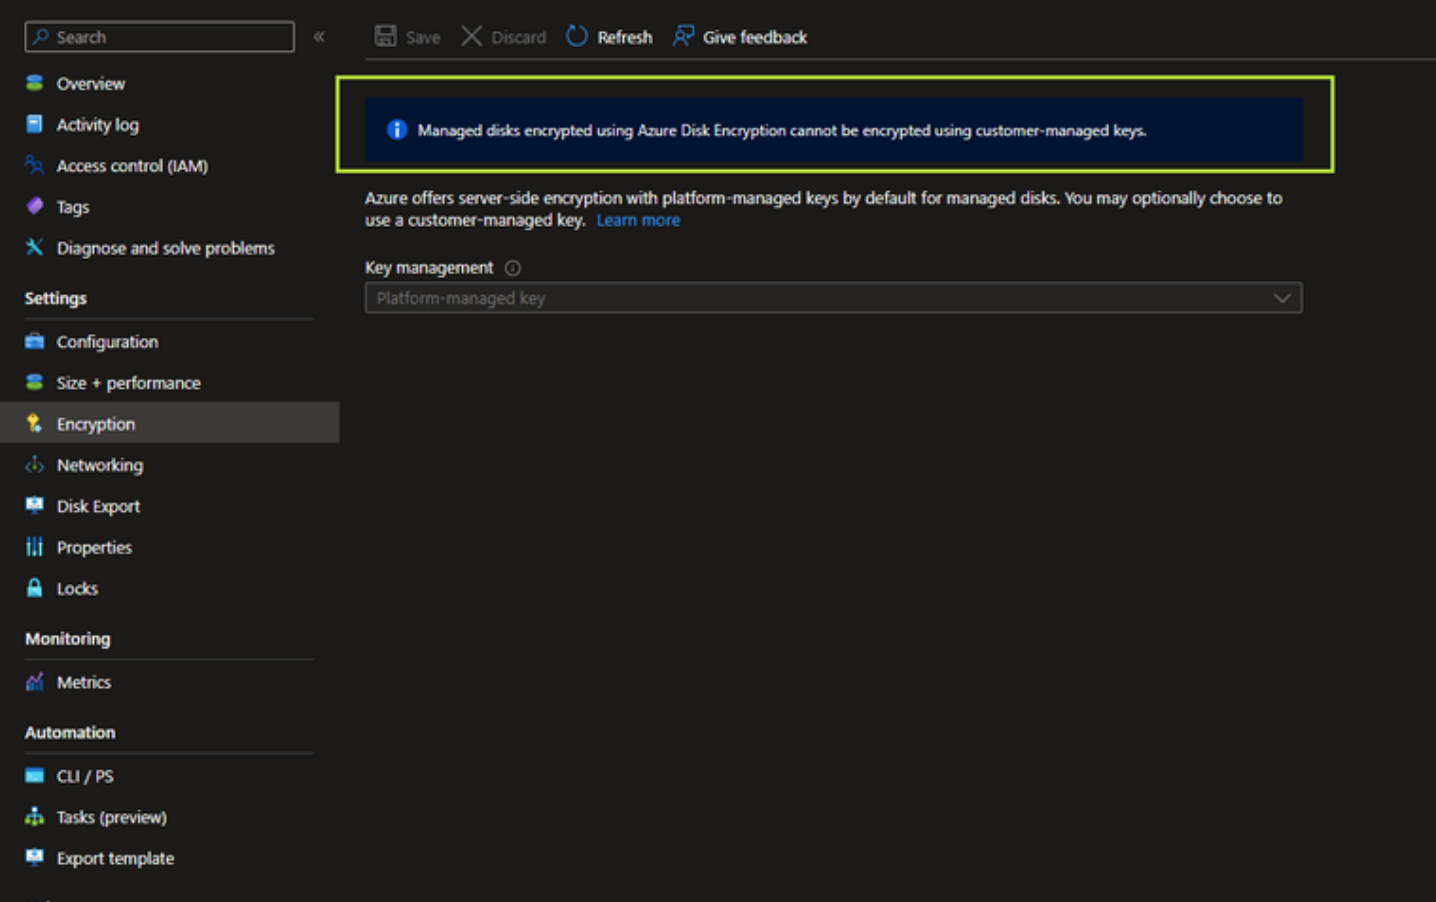 Search
«
Save
Discard
Refresh
Give feedback
Overview
Activity log
Access control (IAM)
Tags
Diagnose and solve problems
Settings
Configuration
Size + performance
Encryption
Networking
Disk Export
Properties
Locks
Monitoring
Metrics
Automation
CLI / PS
Tasks (preview)
Export template
Managed disks encrypted using Azure Disk Encryption cannot be encrypted using customer-managed keys.
Azure offers server-side encryption with platform-managed keys by default for managed disks. You may optionally choose to
use a customer-managed key. Learn more
Key management
Platform-managed key